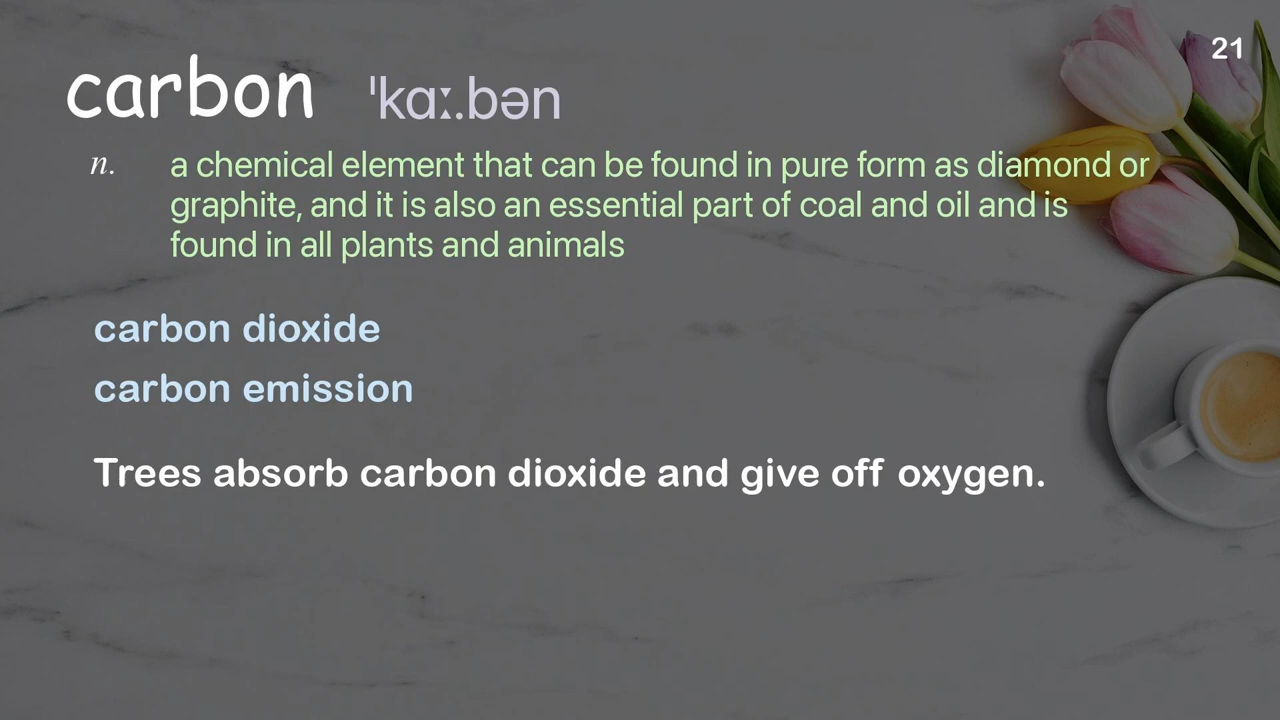 21
carbon ˈkɑː.bən
n. a chemical element that can be found in pure form as diamond or
graphite, and it is also an essential part of coal and oil and is
found in all plants and animals
carbon dioxide
carbon emission
Trees absorb carbon dioxide and give off oxygen.